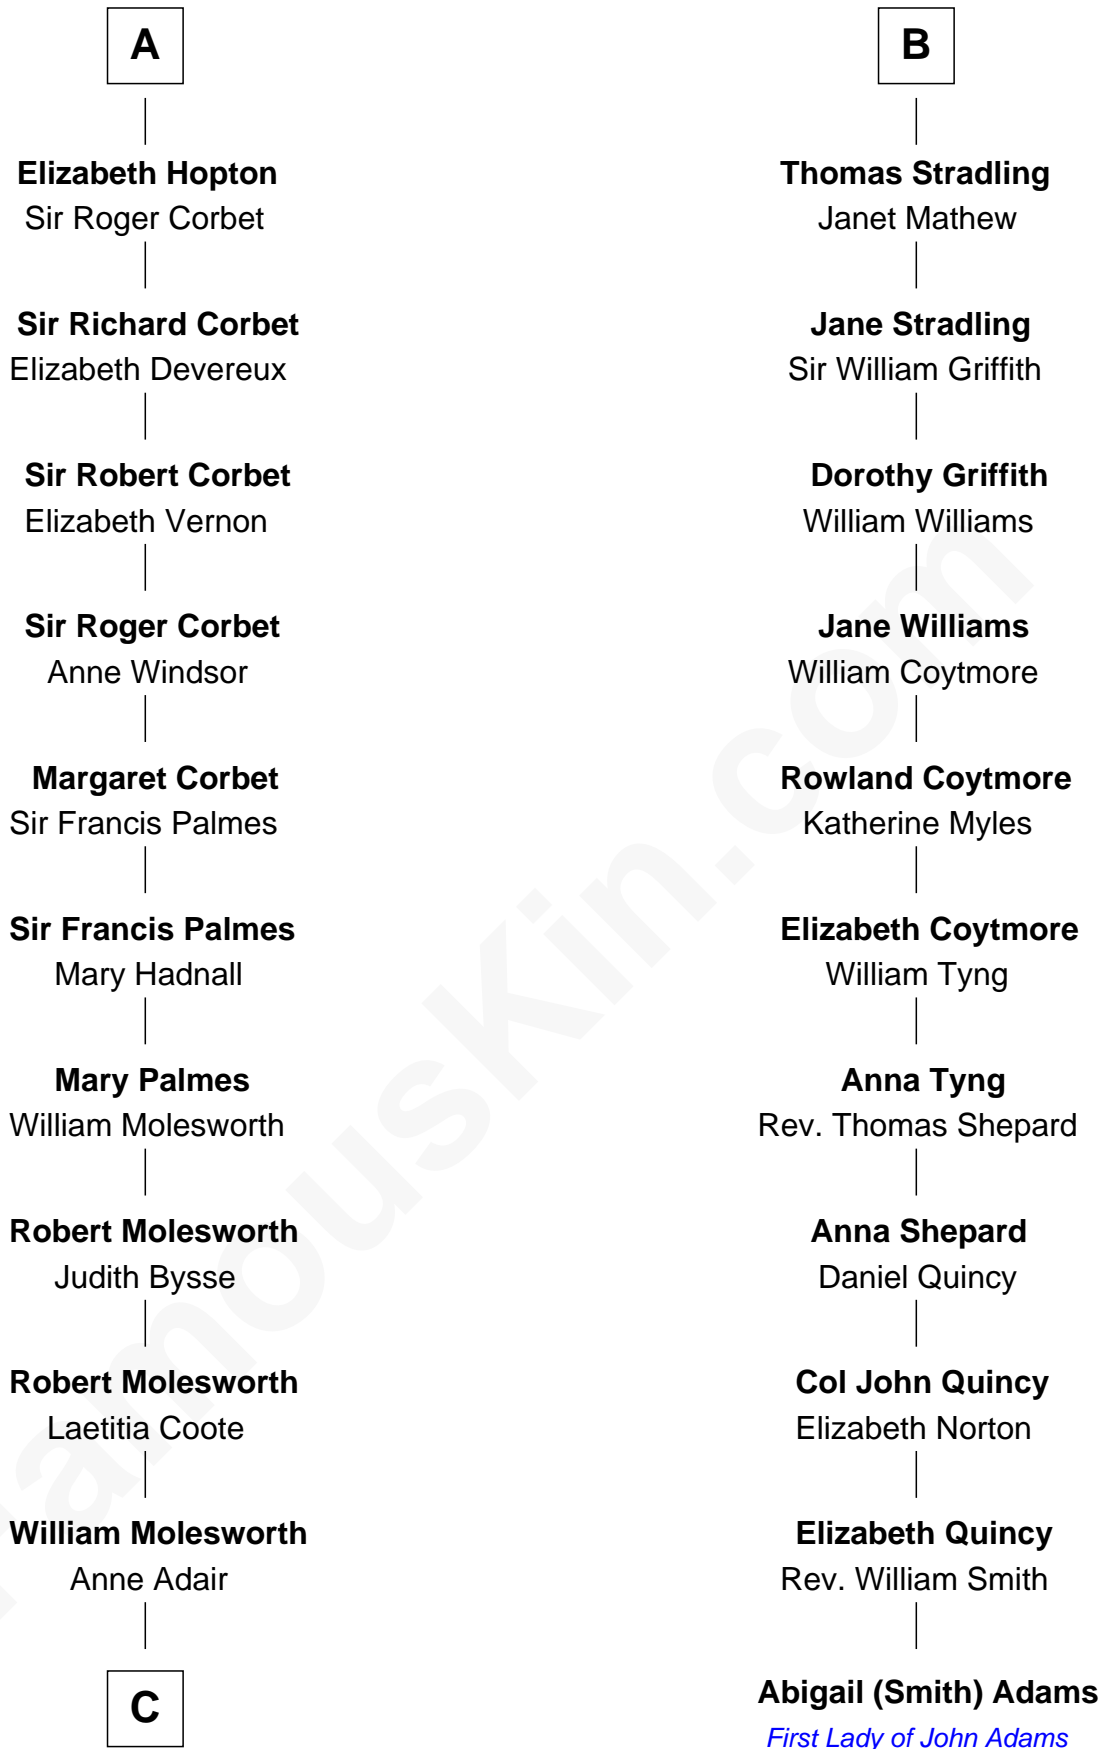 A
Elizabeth Hopton
Sir Roger Corbet
Sir Richard Corbet
Elizabeth Devereux
Sir Robert Corbet
Elizabeth Vernon
Sir Roger Corbet
Anne Windsor
Margaret Corbet
Sir Francis Palmes
Sir Francis Palmes
Mary Hadnall
Mary Palmes
William Molesworth
Robert Molesworth
Judith Bysse
Robert Molesworth
Laetitia Coote
William Molesworth
Anne Adair
C
B
Thomas Stradling
Janet Mathew
Jane Stradling
Sir William Griffith
Dorothy Griffith
William Williams
Jane Williams
William Coytmore
Rowland Coytmore
Katherine Myles
Elizabeth Coytmore
William Tyng
Anna Tyng
Rev. Thomas Shepard
Anna Shepard
Daniel Quincy
Col John Quincy
Elizabeth Norton
Elizabeth Quincy
Rev. William Smith
Abigail (Smith) Adams
First Lady of John Adams
FamousKin.com